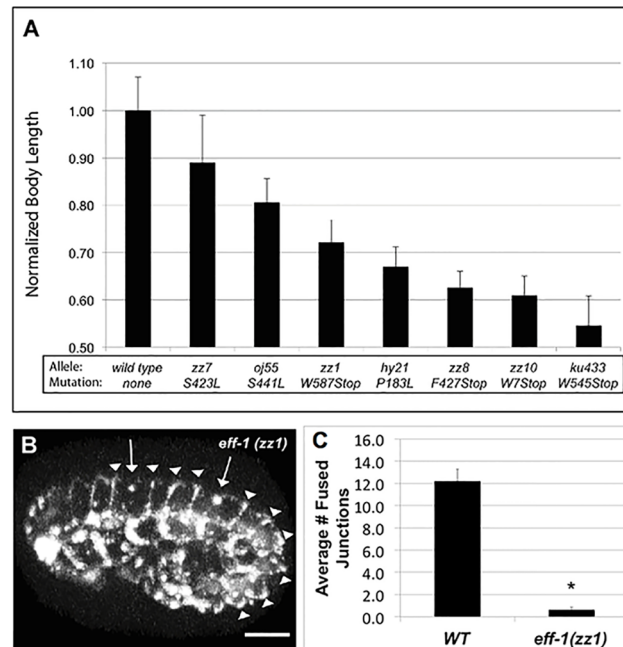 A
Normalized Body Length
1.10
1.00
0.90
0.80
0.70
0.60
0.50
Allele: wild type zz7 oj55 zz1 hy21 zz8 zz10 ku433
Mutation: none S423L S441L W587Stop P183L F427Stop W7Stop W545Stop
B
eff-1 (zz1)
C
Average # Fused
Junctions
16.0
14.0
12.0
10.0
8.0
6.0
4.0
2.0
0.0
*
WT eff-1(zz1)